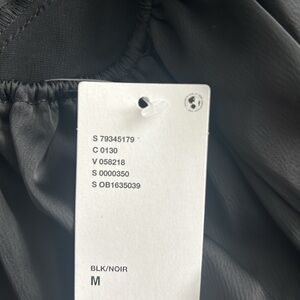 S 79345179
C 0130
V 058218
S 0000350
S OB1635039
BLK/NOIR
M